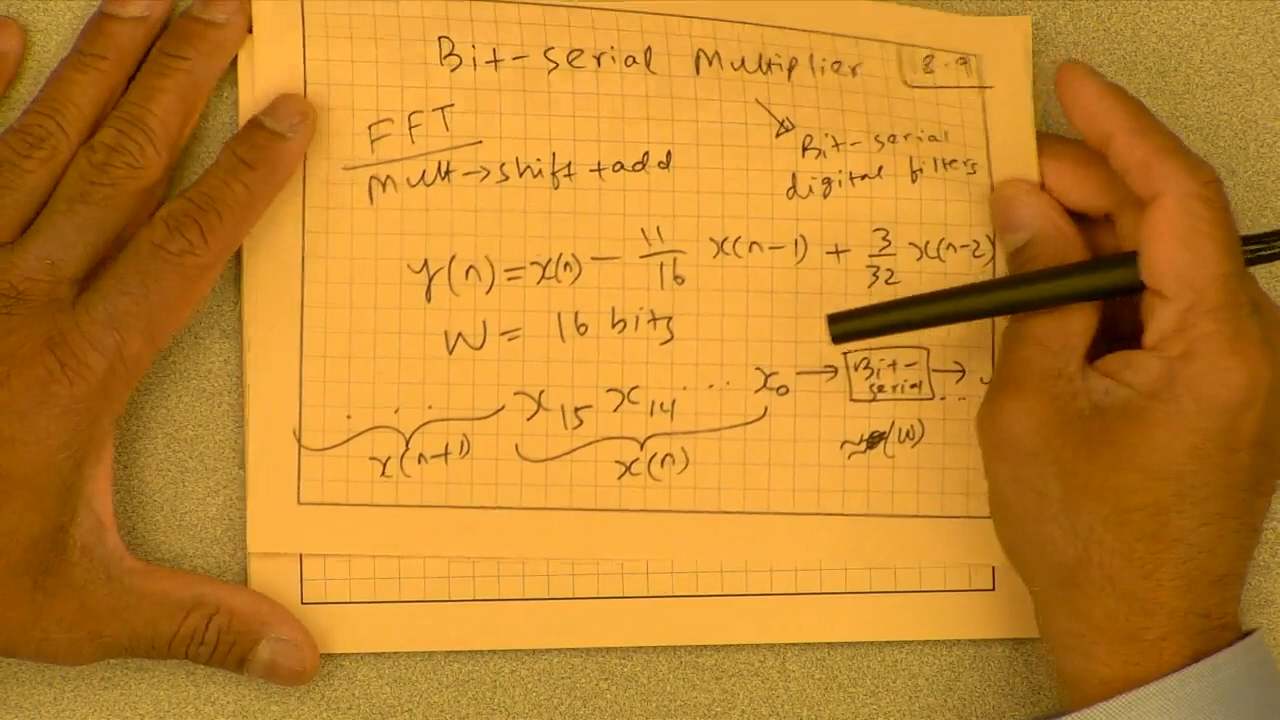 Bit-serial Multiplier
8.9
FFT
Mult→shift+add
Bit-serial
digital filters
y(n)=x(n) - 11/16 x(n-1) + 3/32 x(n-2)
W = 16 bits
. . . x15 x14 ... x0 → Bit-serial →
x(n+1) x(n) (W)